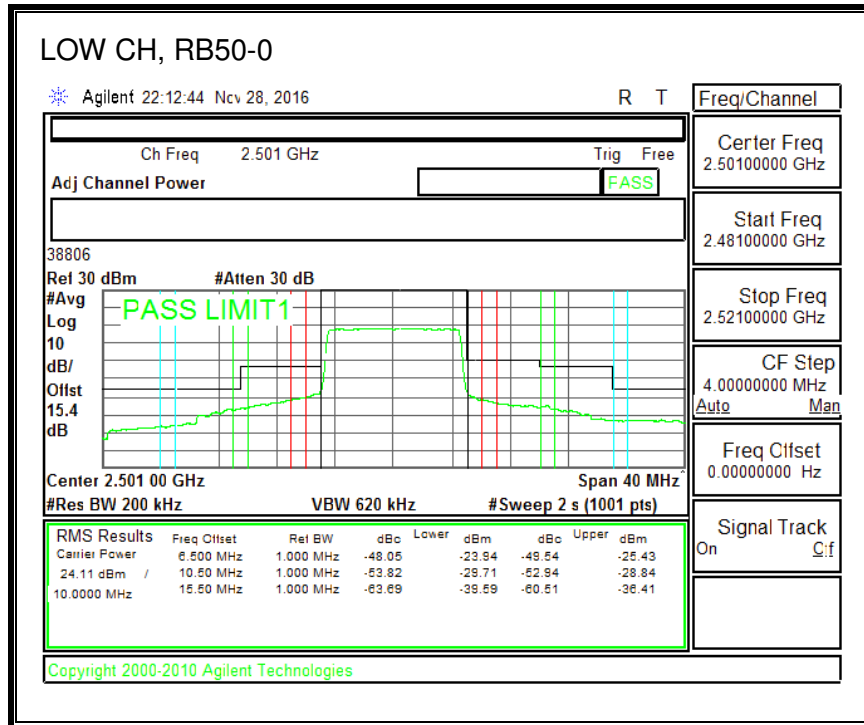 LOW CH, RB50-0
Agilent 22:12:44 Nov 28, 2016 R T
Freq/Channel
Ch Freq 2.501 GHz Trig Free
Adj Channel Power PASS
Center Freq
2.50100000 GHz
Start Freq
2.48100000 GHz
Stop Freq
2.52100000 GHz
CF Step
4.00000000 MHz
Auto Man
Freq Offset
0.00000000 Hz
Signal Track
On Off
38806
Ref 30 dBm #Atten 30 dB
#Avg
Log
10
dB/
Offst
15.4
dB
PASS LIMIT1
Center 2.501 00 GHz Span 40 MHz
#Res BW 200 kHz VBW 620 kHz #Sweep 2 s (1001 pts)
RMS Results Freq Offset Ref BW dBc Lower dBm dBc Upper dBm
Carrier Power 6.500 MHz 1.000 MHz -48.05 -23.94 -49.54 -25.43
24.11 dBm / 10.50 MHz 1.000 MHz -53.82 -29.71 -52.94 -28.84
10.0000 MHz 15.50 MHz 1.000 MHz -63.69 -39.59 -60.51 -36.41
Copyright 2000-2010 Agilent Technologies